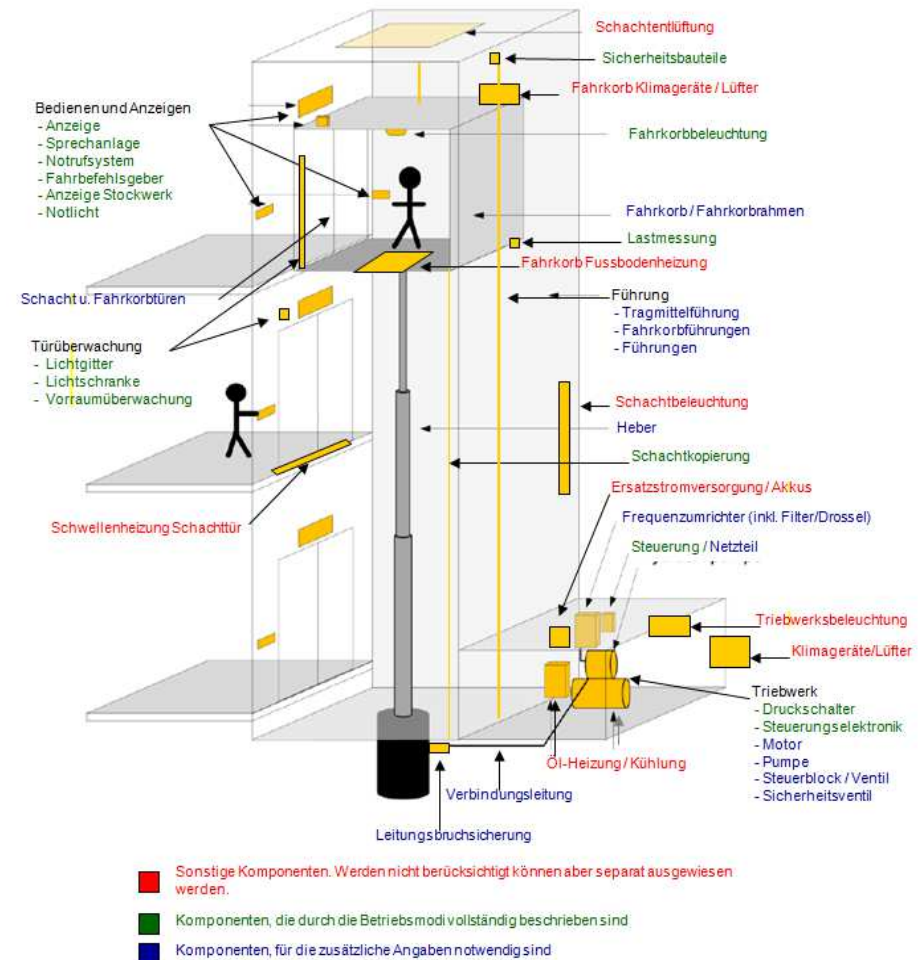 Schachtentlüftung
Sicherheitsbauteile
Fahrkorb Klimageräte / Lüfter
Bedienen und Anzeigen
- Anzeige
- Sprechanlage
- Notrufsystem
- Fahrbefehlsgeber
- Anzeige Stockwerk
- Notlicht
Fahrkorbbeleuchtung
Fahrkorb / Fahrkorbrahmen
Lastmessung
Fahrkorb Fussbodenheizung
Schacht u. Fahrkorbtüren
Führung
- Tragmittelführung
- Fahrkorbführungen
- Führungen
Türüberwachung
- Lichtgitter
- Lichtschranke
- Vorraumüberwachung
Schachtbeleuchtung
Heber
Schachtkopierung
Ersatzstromversorgung / Akkus
Frequenzumrichter (inkl. Filter/Drossel)
Steuerung / Netzteil
Schwellenheizung Schachttür
Triebwerksbeleuchtung
Klimageräte/Lüfter
Triebwerk
- Druckschalter
- Steuerungselektronik
- Motor
- Pumpe
- Steuerblock / Ventil
- Sicherheitsventil
Öl-Heizung / Kühlung
Verbindungsleitung
Leitungsbruchsicherung
Sonstige Komponenten. Werden nicht berücksichtigt können aber separat ausgewiesen
werden.
Komponenten, die durch die Betriebsmodi vollständig beschrieben sind
Komponenten, für die zusätzliche Angaben notwendig sind